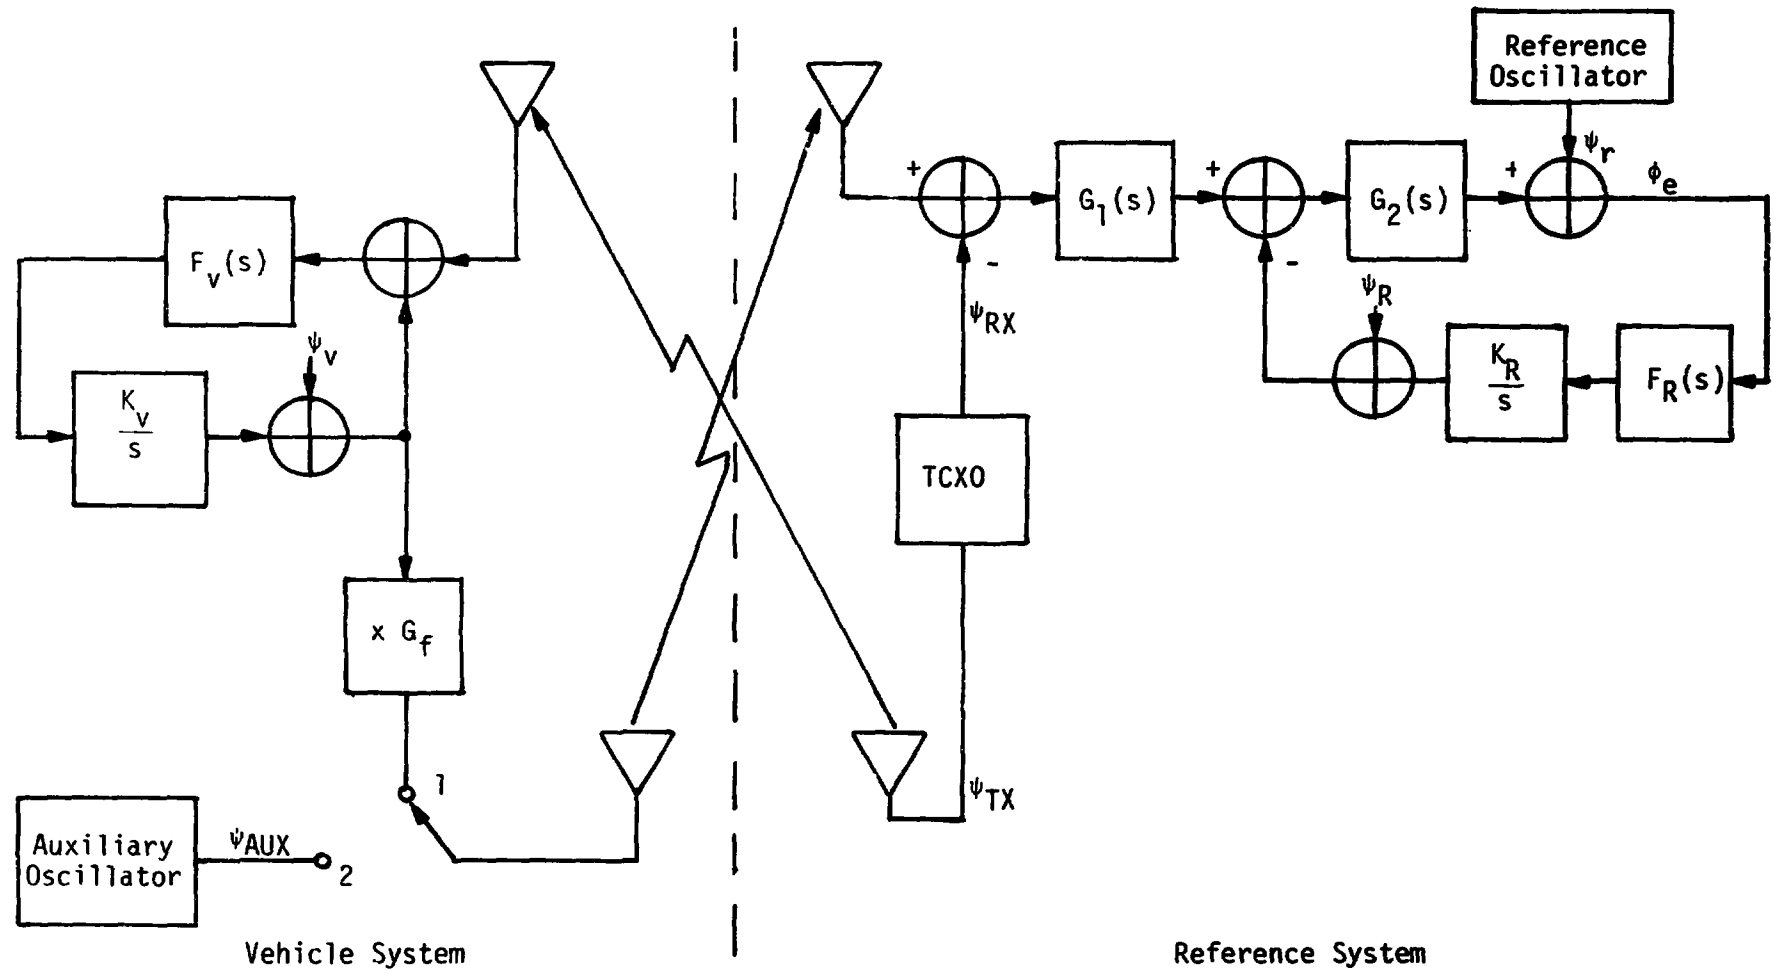 Reference
Oscillator
ψr
+
+
+
ϕe
G1(s)
G2(s)
Fv(s)
-
-
ψR
ψRX
ψv
KR
s
FR(s)
Kv
s
TCXO
x Gf
1
ψTX
Auxiliary
Oscillator
ψAUX
2
Vehicle System
Reference System